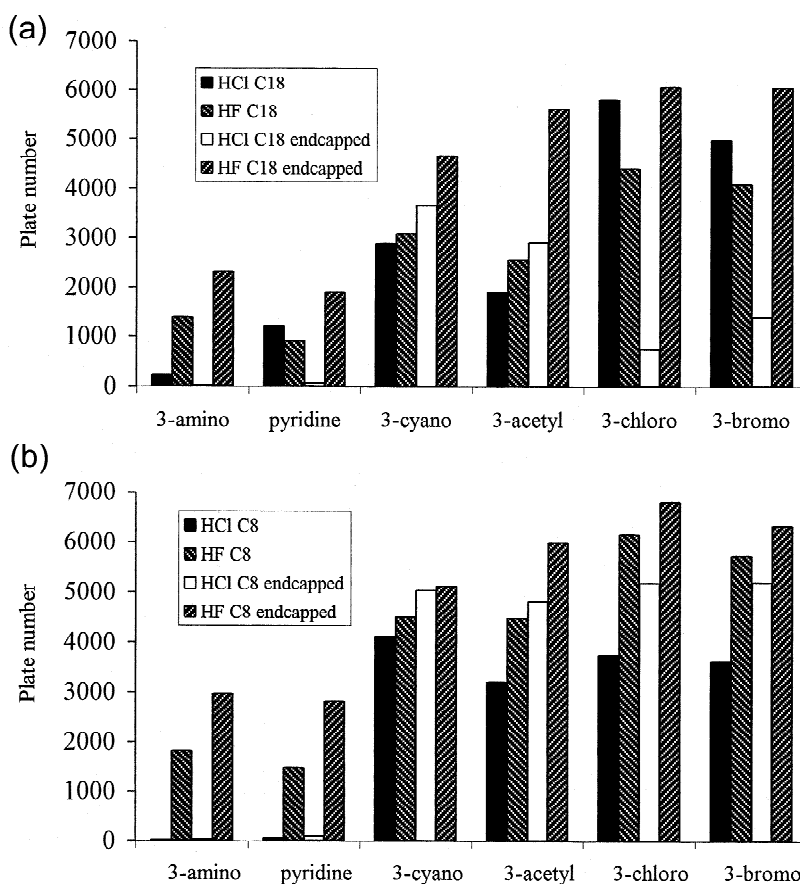 (a)
7000
6000
5000
4000
3000
2000
1000
0
Plate number
HCl C18
HF C18
HCl C18 endcapped
HF C18 endcapped
3-amino pyridine 3-cyano 3-acetyl 3-chloro 3-bromo
(b)
7000
6000
5000
4000
3000
2000
1000
0
Plate number
HCl C8
HF C8
HCl C8 endcapped
HF C8 endcapped
3-amino pyridine 3-cyano 3-acetyl 3-chloro 3-bromo